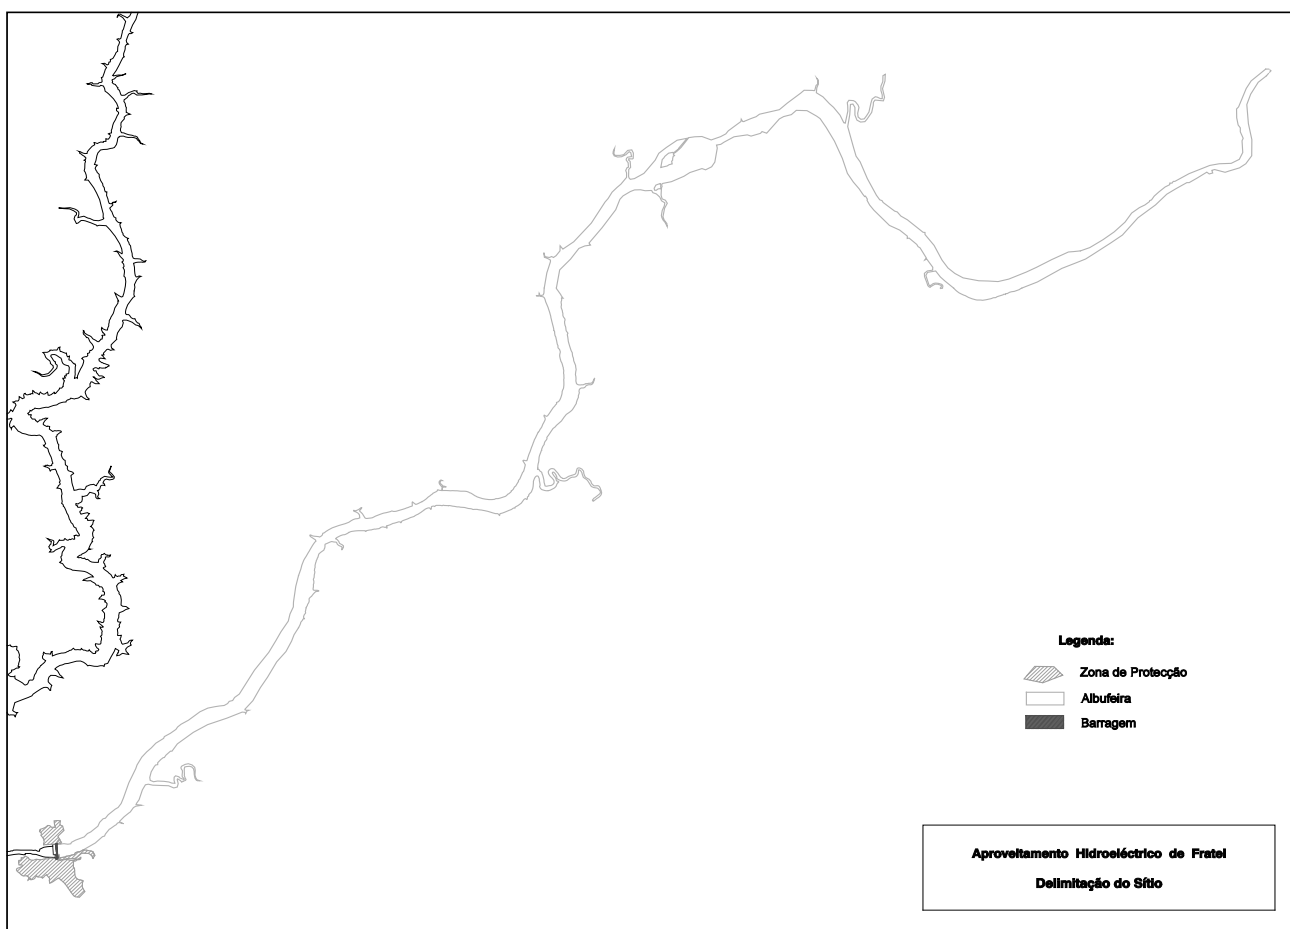 Legenda:
Zona de Protecção
Albufeira
Barragem
Aproveitamento Hidroeléctrico de Fratel
Delimitação do Sítio